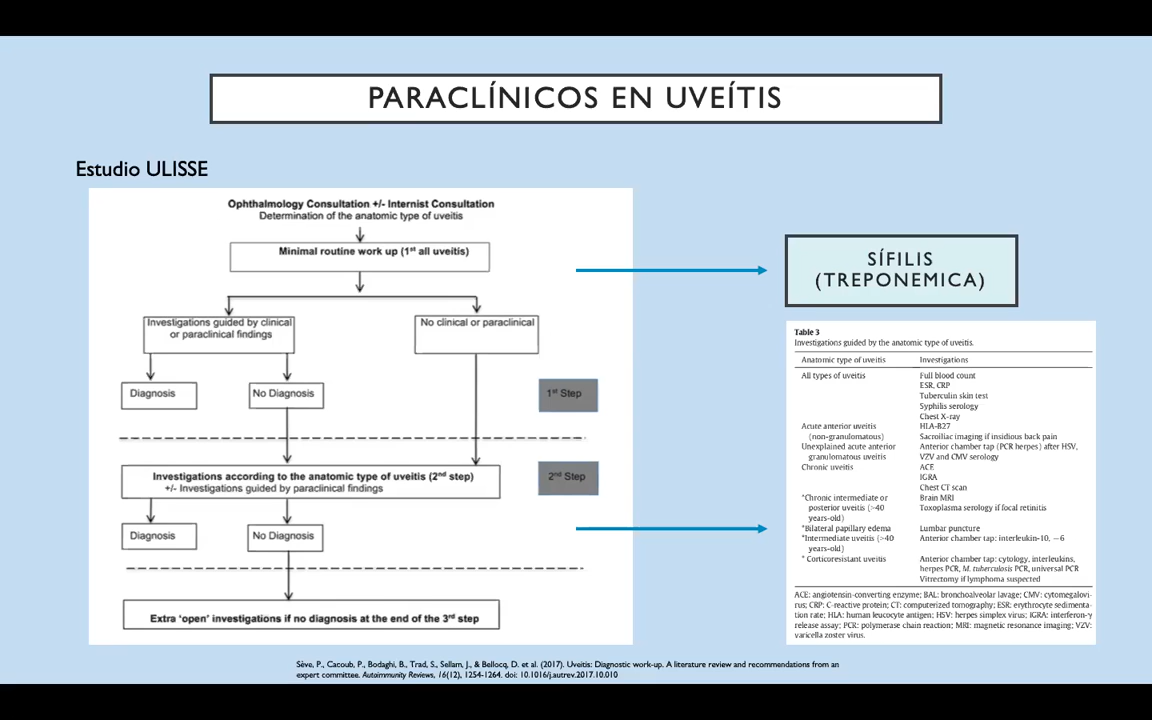 PARACLÍNICOS EN UVEÍTIS
Estudio ULISSE
Ophthalmology Consultation +/- Internist Consultation
Determination of the anatomic type of uveitis
Minimal routine work up (1st all uveitis)
Investigations guided by clinical
or paraclinical findings
No clinical or paraclinical
Diagnosis
No Diagnosis
1st Step
Investigations according to the anatomic type of uveitis (2nd step)
+/- Investigations guided by paraclinical findings
2nd Step
Diagnosis
No Diagnosis
Extra 'open' investigations if no diagnosis at the end of the 3rd step
SÍFILIS
(TREPONEMICA)
Table 3
Investigations guided by the anatomic type of uveitis.
Anatomic type of uveitis Investigations
All types of uveitis Full blood count
ESR, CRP
Tuberculin skin test
Syphilis serology
Chest X-ray
Acute anterior uveitis HLA-B27
(non-granulomatous) Sacroiliac imaging if insidious back pain
Unexplained acute anterior Anterior chamber tap (PCR herpes) after HSV,
granulomatous uveitis VZV and CMV serology
Chronic uveitis ACE
IGRA
Chest CT scan
*Chronic intermediate or Brain MRI
posterior uveitis (>40 Toxoplasma serology if focal retinitis
years-old)
*Bilateral papillary edema Lumbar puncture
*Intermediate uveitis (>40 Anterior chamber tap: interleukin-10, −6
years-old)
* Corticoresistant uveitis Anterior chamber tap: cytology, interleukins,
herpes PCR, M. tuberculosis PCR, universal PCR
Vitrectomy if lymphoma suspected
ACE: angiotensin-converting enzyme; BAL: bronchoalveolar lavage; CMV: cytomegalovi-
rus; CRP: C-reactive protein; CT: computerized tomography; ESR: erythrocyte sedimenta-
tion rate; HLA: human leucocyte antigen; HSV: herpes simplex virus; IGRA: interferon-γ
release assay; PCR: polymerase chain reaction; MRI: magnetic resonance imaging; VZV:
varicella zoster virus.
Sève, P., Cacoub, P., Bodaghi, B., Trad, S., Sellam, J., & Bellocq, D. et al. (2017). Uveitis: Diagnostic work-up. A literature review and recommendations from an
expert committee. Autoimmunity Reviews, 16(12), 1254-1264. doi: 10.1016/j.autrev.2017.10.010